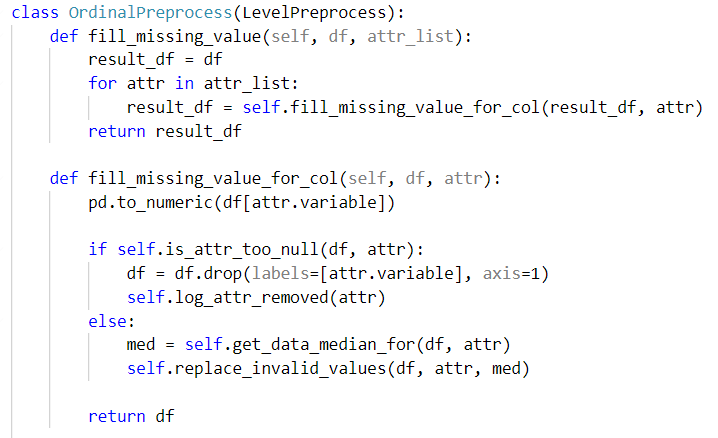 class OrdinalPreprocess(LevelPreprocess):
    def fill_missing_value(self, df, attr_list):
        result_df = df
        for attr in attr_list:
            result_df = self.fill_missing_value_for_col(result_df, attr)
        return result_df

    def fill_missing_value_for_col(self, df, attr):
        pd.to_numeric(df[attr.variable])

        if self.is_attr_too_null(df, attr):
            df = df.drop(labels=[attr.variable], axis=1)
            self.log_attr_removed(attr)
        else:
            med = self.get_data_median_for(df, attr)
            self.replace_invalid_values(df, attr, med)

        return df